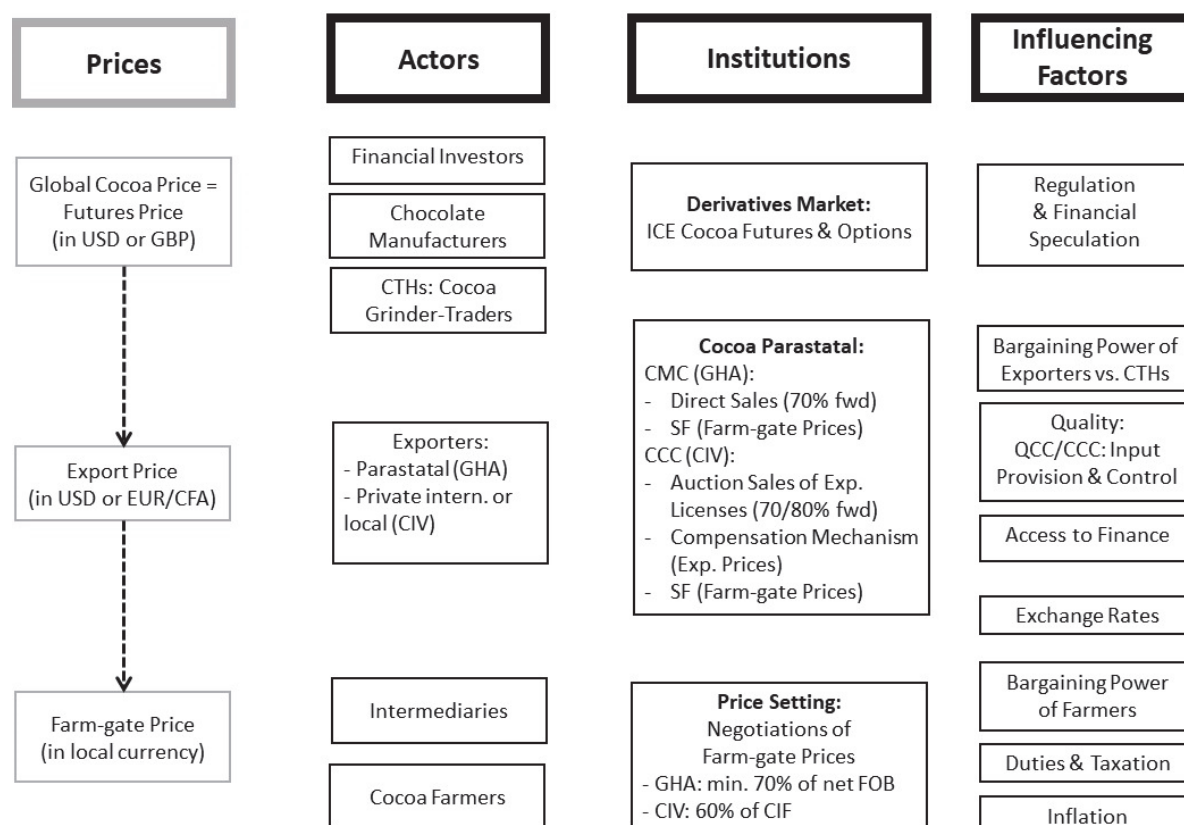 Prices
Actors
Institutions
Influencing
Factors
Global Cocoa Price =
Futures Price
(in USD or GBP)
Export Price
(in USD or EUR/CFA)
Farm-gate Price
(in local currency)
Financial Investors
Chocolate
Manufacturers
CTHs: Cocoa
Grinder-Traders
Exporters:
- Parastatal (GHA)
- Private intern. or
local (CIV)
Intermediaries
Cocoa Farmers
Derivatives Market:
ICE Cocoa Futures & Options
Cocoa Parastatal:
CMC (GHA):
- Direct Sales (70% fwd)
- SF (Farm-gate Prices)
CCC (CIV):
- Auction Sales of Exp.
Licenses (70/80% fwd)
- Compensation Mechanism
(Exp. Prices)
- SF (Farm-gate Prices)
Price Setting:
Negotiations of
Farm-gate Prices
- GHA: min. 70% of net FOB
- CIV: 60% of CIF
Regulation
& Financial
Speculation
Bargaining Power of
Exporters vs. CTHs
Quality:
QCC/CCC: Input
Provision & Control
Access to Finance
Exchange Rates
Bargaining Power
of Farmers
Duties & Taxation
Inflation